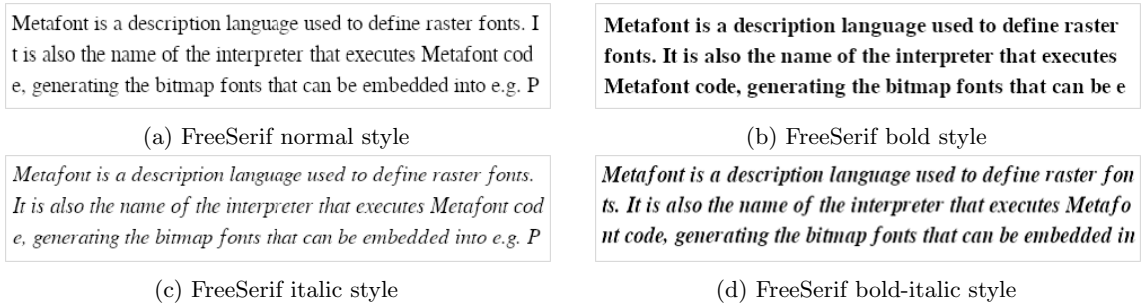 Metafont is a description language used to define raster fonts. I
t is also the name of the interpreter that executes Metafont cod
e, generating the bitmap fonts that can be embedded into e.g. P
(a) FreeSerif normal style
Metafont is a description language used to define raster
fonts. It is also the name of the interpreter that executes
Metafont code, generating the bitmap fonts that can be e
(b) FreeSerif bold style
Metafont is a description language used to define raster fonts.
It is also the name of the interpreter that executes Metafont cod
e, generating the bitmap fonts that can be embedded into e.g. P
(c) FreeSerif italic style
Metafont is a description language used to define raster fon
ts. It is also the name of the interpreter that executes Metafo
nt code, generating the bitmap fonts that can be embedded in
(d) FreeSerif bold-italic style